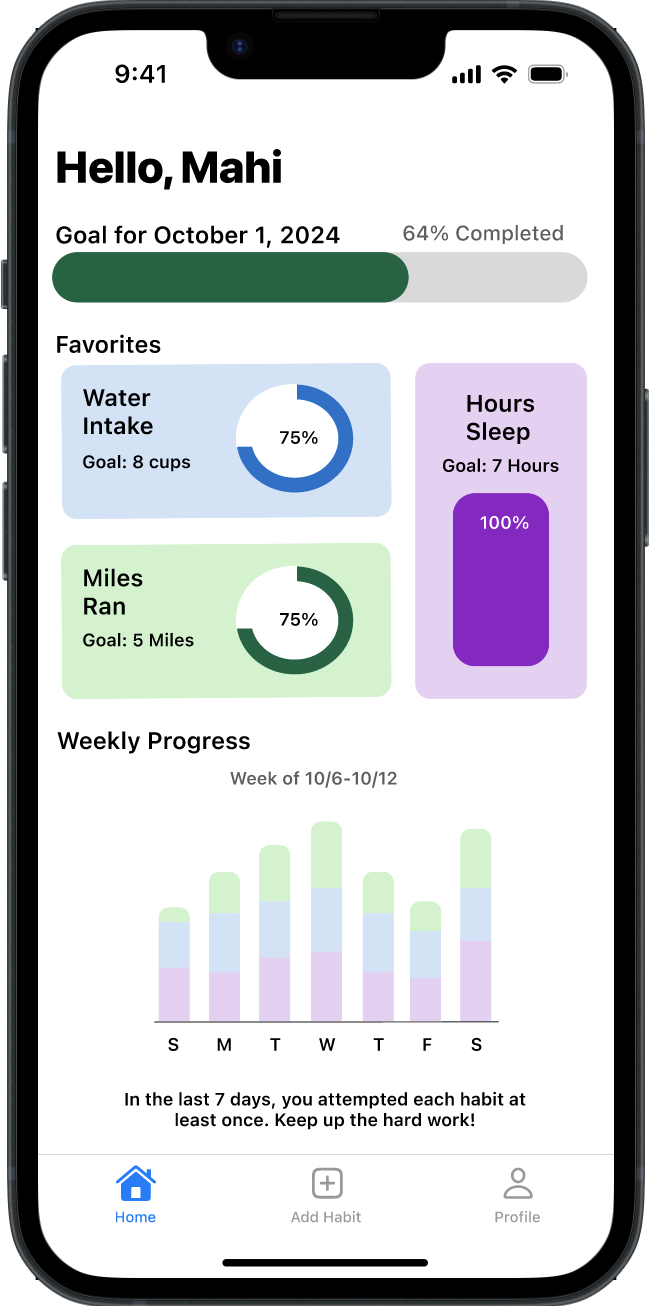 9:41
Hello, Mahi
Goal for October 1, 2024
64% Completed
Favorites
Water
Intake
Goal: 8 cups
75%
Hours
Sleep
Goal: 7 Hours
100%
Miles
Ran
Goal: 5 Miles
75%
Weekly Progress
Week of 10/6-10/12
S M T W T F S
In the last 7 days, you attempted each habit at
least once. Keep up the hard work!
Home
Add Habit
Profile